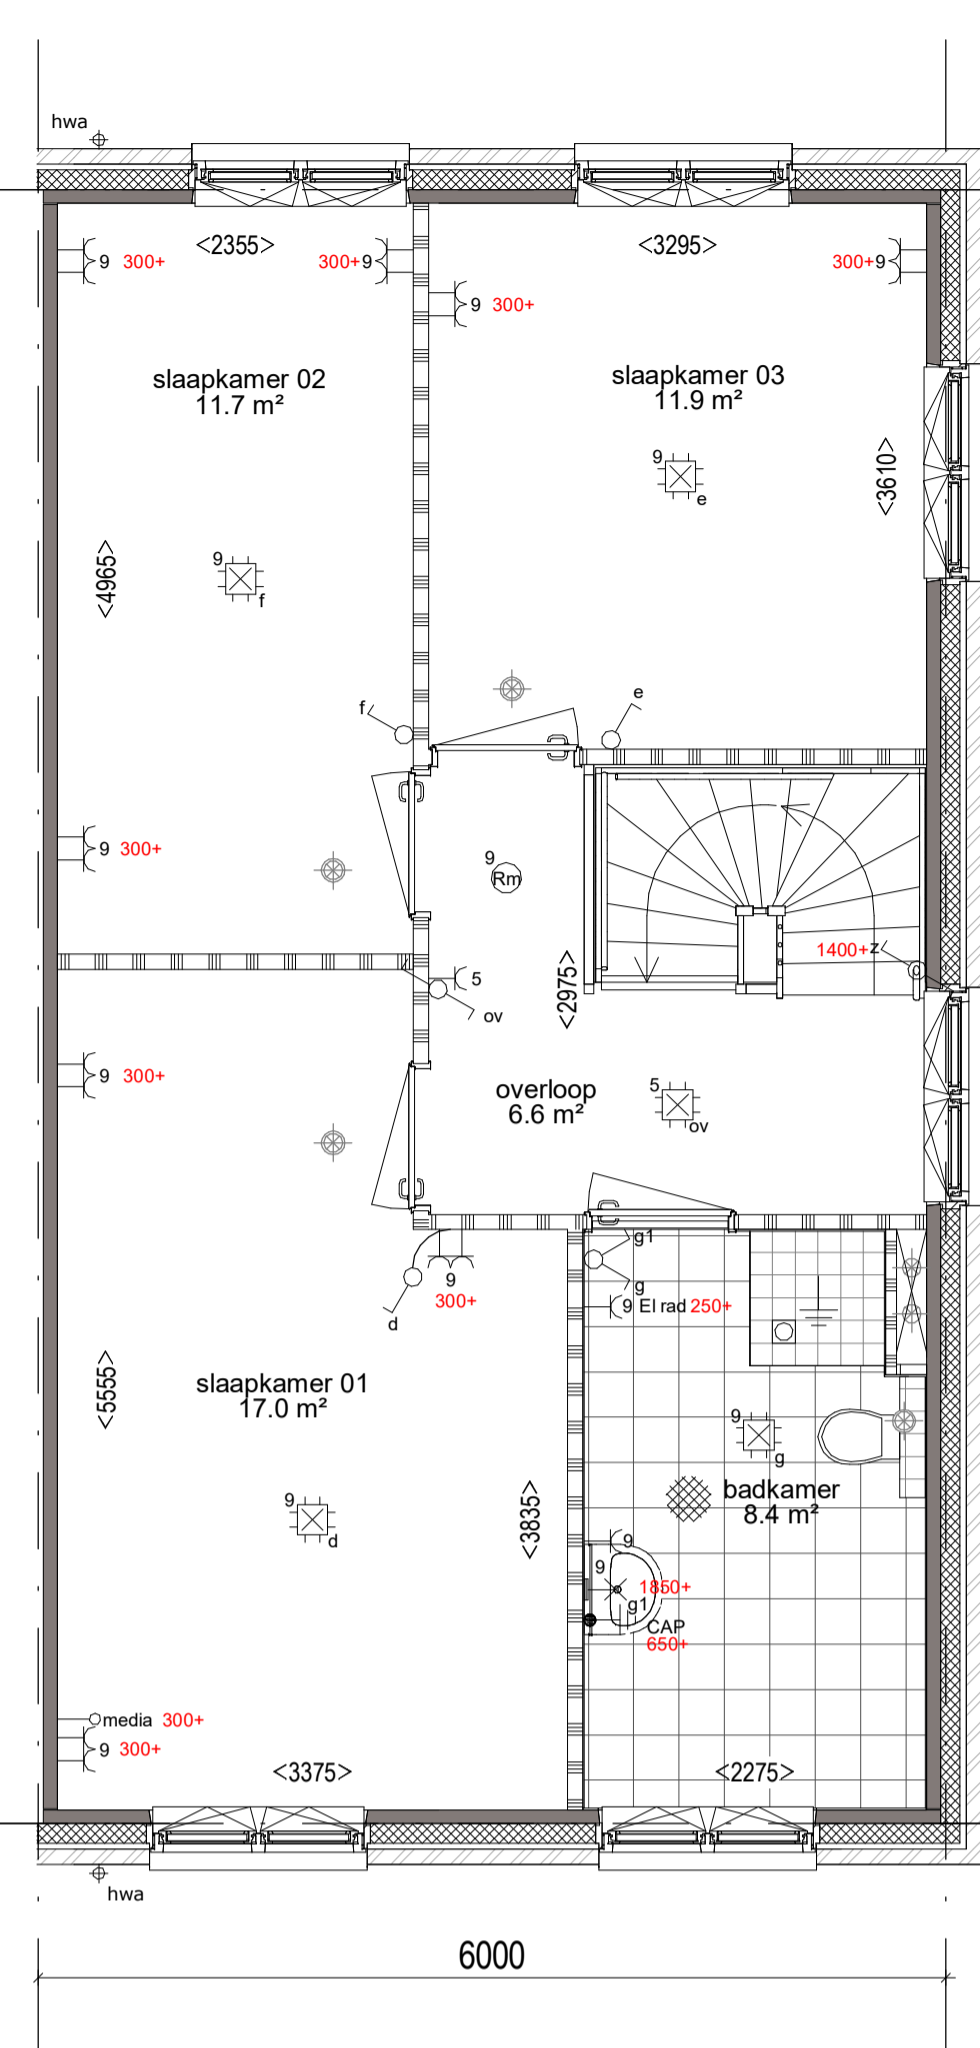 hwa
<2355>
<3295>
9 300+
300+9
300+9
9 300+
slaapkamer 02
11.7 m²
slaapkamer 03
11.9 m²
9
e
<3610>
<4965>
9
f
f
e
9 300+
9
Rm
1400+
z
<2975>
5
ov
9 300+
overloop
6.6 m²
5
ov
g1
g
9
300+
d
9 El rad 250+
<5555>
slaapkamer 01
17.0 m²
9
g
badkamer
8.4 m²
9
d
<3835>
9
9
1850+
g1
CAP
650+
media 300+
9 300+
<3375>
<2275>
hwa
6000